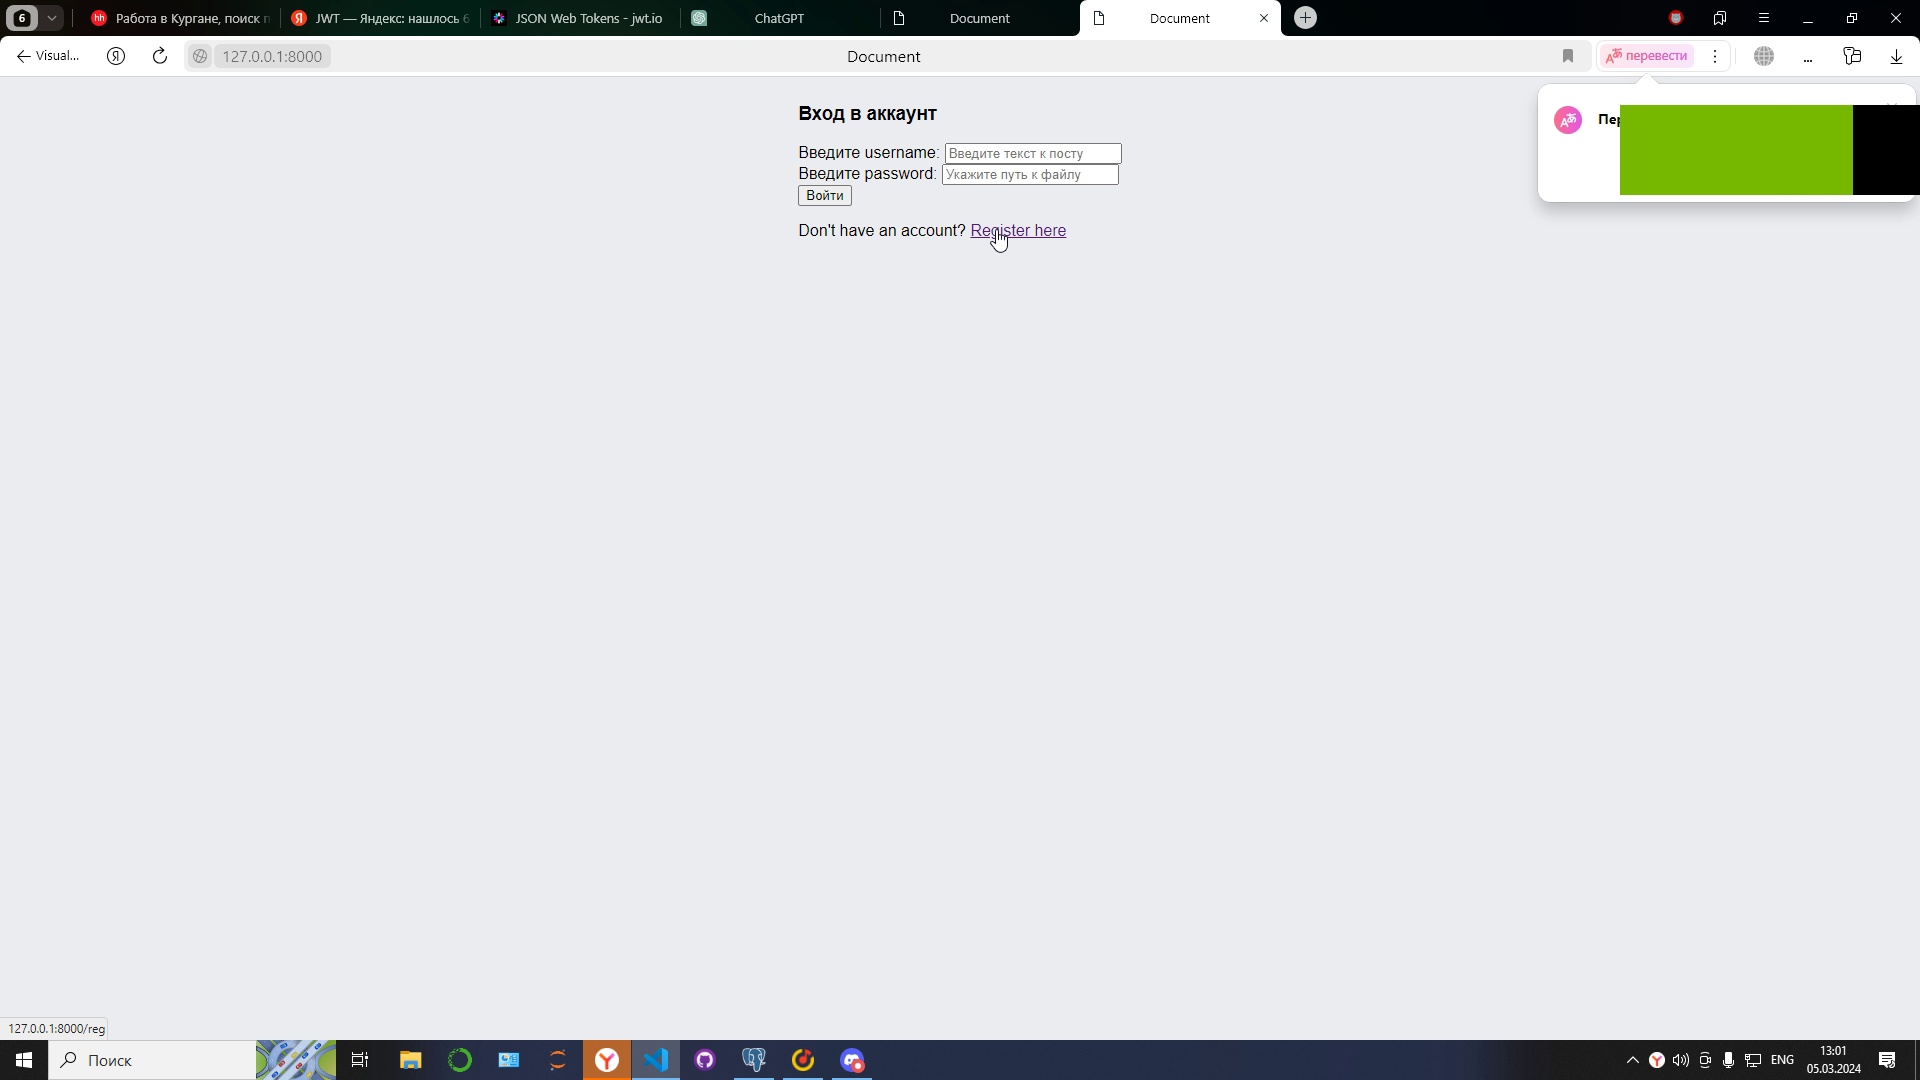 6
Работа в Кургане, поиск п
JWT — Яндекс: нашлось 6
JSON Web Tokens - jwt.io
ChatGPT
Document
Document
Visual...
127.0.0.1:8000
Document
перевести
Вход в аккаунт
Введите username: Введите текст к посту
Введите password: Укажите путь к файлу
Войти
Don't have an account? Register here
127.0.0.1:8000/reg
Поиск
ENG
13:01
05.03.2024